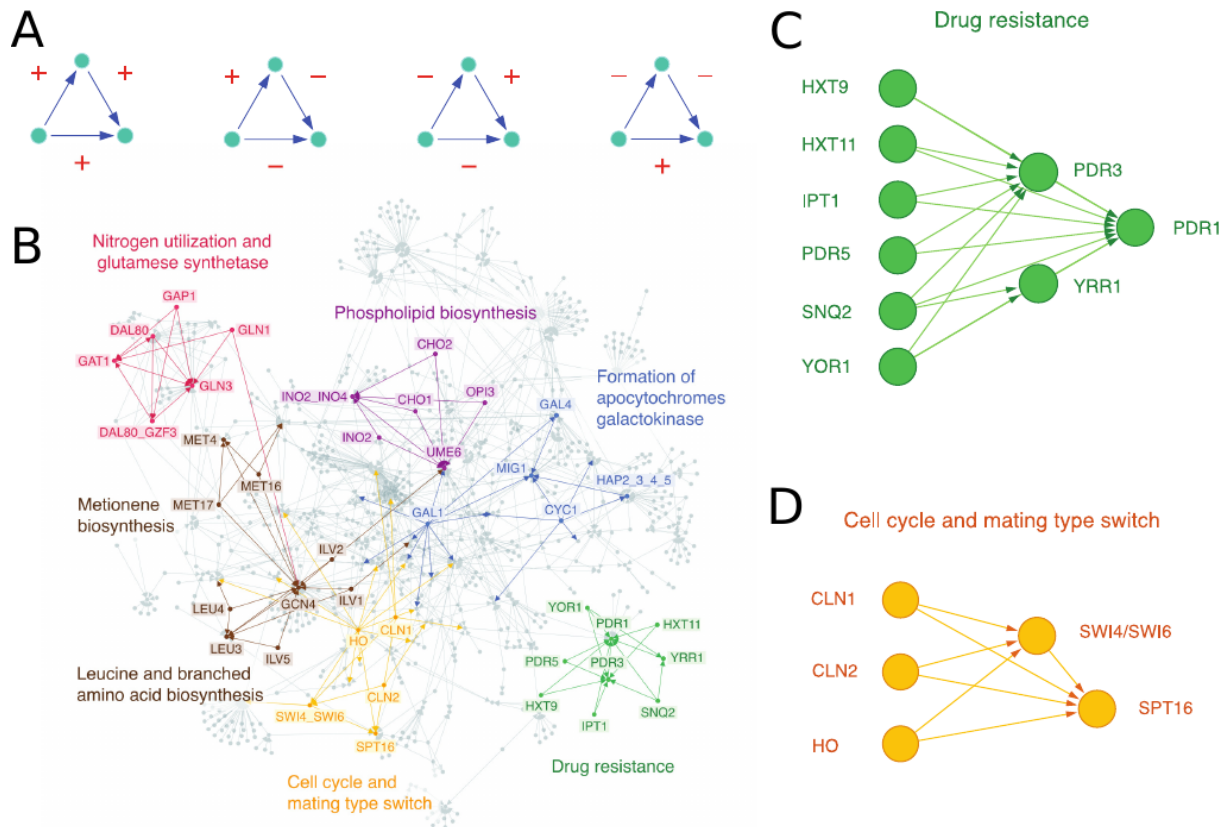 A
+ +
+
+ −
−
− +
−
− −
+
B
Nitrogen utilization and
glutamese synthetase
GAP1
DAL80
GLN1
GAT1
GLN3
DAL80_GZF3
Phospholipid biosynthesis
CHO2
INO2_INO4
CHO1
OPI3
INO2
UME6
Formation of
apocytochromes
galactokinase
GAL4
MIG1
HAP2_3_4_5
GAL1
CYC1
MET4
MET16
MET17
Metionene
biosynthesis
ILV2
GCN4
ILV1
LEU4
LEU3
ILV5
Leucine and branched
amino acid biosynthesis
HO
CLN1
CLN2
SWI4_SWI6
SPT16
Cell cycle and
mating type switch
YOR1
PDR1
HXT11
PDR5
PDR3
YRR1
HXT9
IPT1
SNQ2
Drug resistance
C
Drug resistance
HXT9
HXT11
PDR3
IPT1
PDR1
PDR5
YRR1
SNQ2
YOR1
D
Cell cycle and mating type switch
CLN1
SWI4/SWI6
CLN2
SPT16
HO